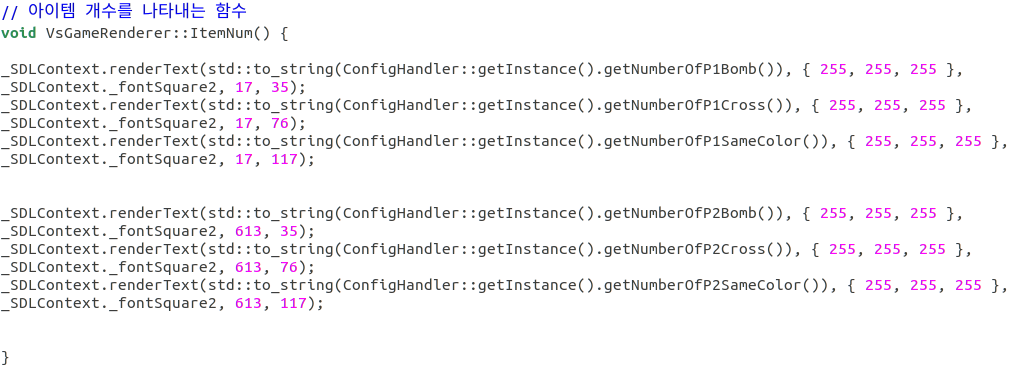 // 아이템 개수를 나타내는 함수
void VsGameRenderer::ItemNum() {
_SDLContext.renderText(std::to_string(ConfigHandler::getInstance().getNumberOfP1Bomb()), { 255, 255, 255 },
_SDLContext._fontSquare2, 17, 35);
_SDLContext.renderText(std::to_string(ConfigHandler::getInstance().getNumberOfP1Cross()), { 255, 255, 255 },
_SDLContext._fontSquare2, 17, 76);
_SDLContext.renderText(std::to_string(ConfigHandler::getInstance().getNumberOfP1SameColor()), { 255, 255, 255 },
_SDLContext._fontSquare2, 17, 117);
_SDLContext.renderText(std::to_string(ConfigHandler::getInstance().getNumberOfP2Bomb()), { 255, 255, 255 },
_SDLContext._fontSquare2, 613, 35);
_SDLContext.renderText(std::to_string(ConfigHandler::getInstance().getNumberOfP2Cross()), { 255, 255, 255 },
_SDLContext._fontSquare2, 613, 76);
_SDLContext.renderText(std::to_string(ConfigHandler::getInstance().getNumberOfP2SameColor()), { 255, 255, 255 },
_SDLContext._fontSquare2, 613, 117);
}